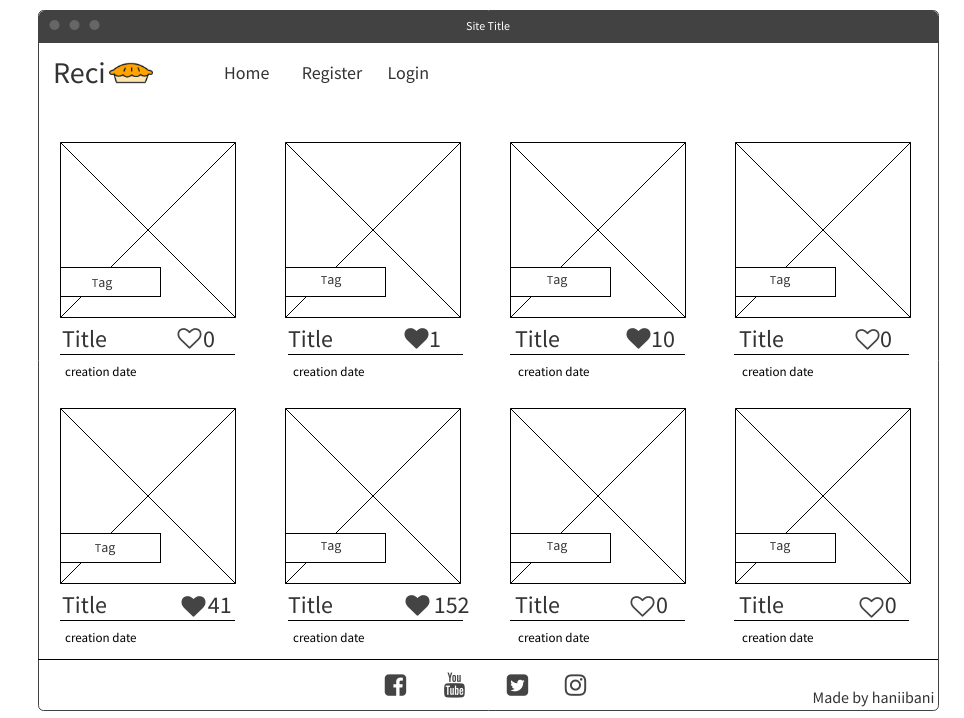 Site Title
Reci
Home Register Login
Tag Tag Tag Tag
Title 0 Title 1 Title 10 Title 0
creation date creation date creation date creation date
Tag Tag Tag Tag
Title 41 Title 152 Title 0 Title 0
creation date creation date creation date creation date
You
Tube
Made by haniibani